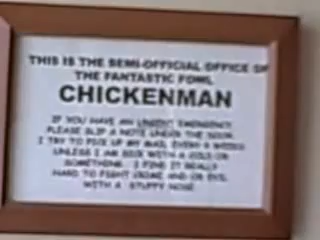 THIS IS THE SEMI-OFFICIAL OFFICE OF
THE FANTASTIC FOWL
CHICKENMAN
IF YOU HAVE AN URGENT EMERGENCY
PLEASE SLIP A NOTE UNDER THE DOOR.
I TRY TO PICK UP MY MAIL EVERY 2 WEEKS
UNLESS I AM SICK WITH A COLD OR
SOMETHING. I FIND IT REALLY
HARD TO FIGHT CRIME AND OR EVIL
WITH A STUFFY NOSE.